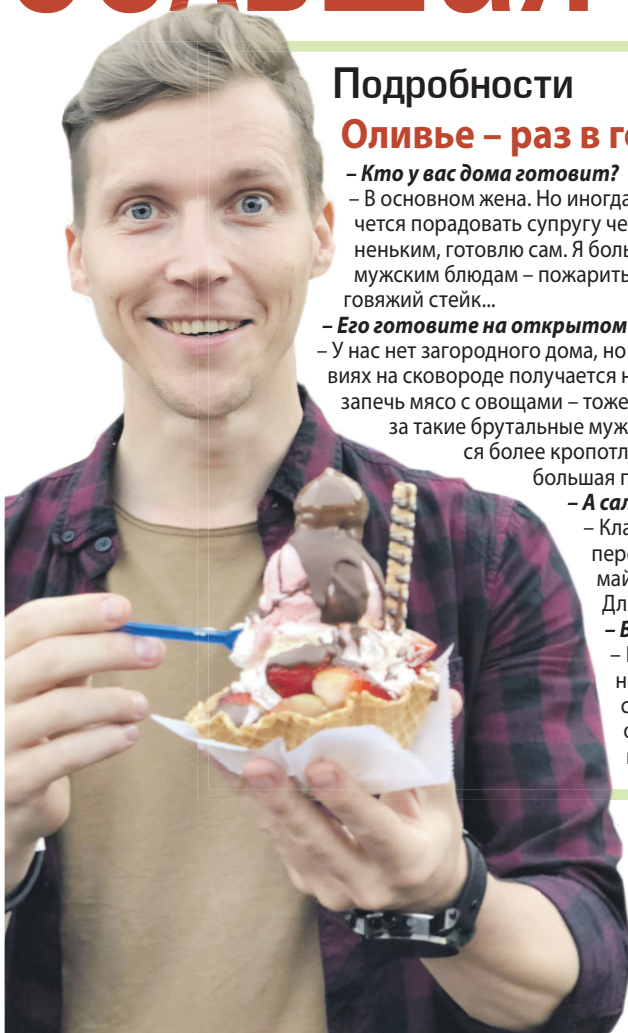 Подробности
Оливье – раз в го
– Кто у вас дома готовит?
– В основном жена. Но иногда
чется порадовать супругу че
неньким, готовлю сам. Я боль
мужским блюдам – пожарить
говяжий стейк...
– Его готовите на открытом
– У нас нет загородного дома, но
виях на сковороде получается н
запечь мясо с овощами – тоже
за такие брутальные муж
ся более кропотл
большая п
– А сал
– Кла
пере
май
Дл
– В
–
н